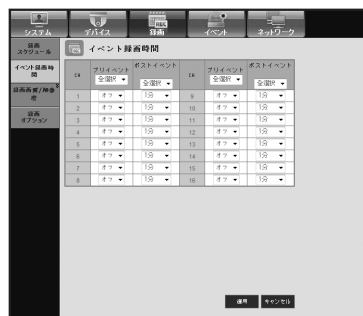 システム デバイス 録画 イベント ネットワーク
REC
録画
スケジュール
イベント録画時
間
録画画質/解像
度
録画
オプション
イベント録画時間
CH プリイベント ポストイベント CH プリイベント ポストイベント
全選択 全選択 全選択 全選択
1 オフ 1分 9 オフ 1分
2 オフ 1分 10 オフ 1分
3 オフ 1分 11 オフ 1分
4 オフ 1分 12 オフ 1分
5 オフ 1分 13 オフ 1分
6 オフ 1分 14 オフ 1分
7 オフ 1分 15 オフ 1分
8 オフ 1分 16 オフ 1分
適用 キャンセル